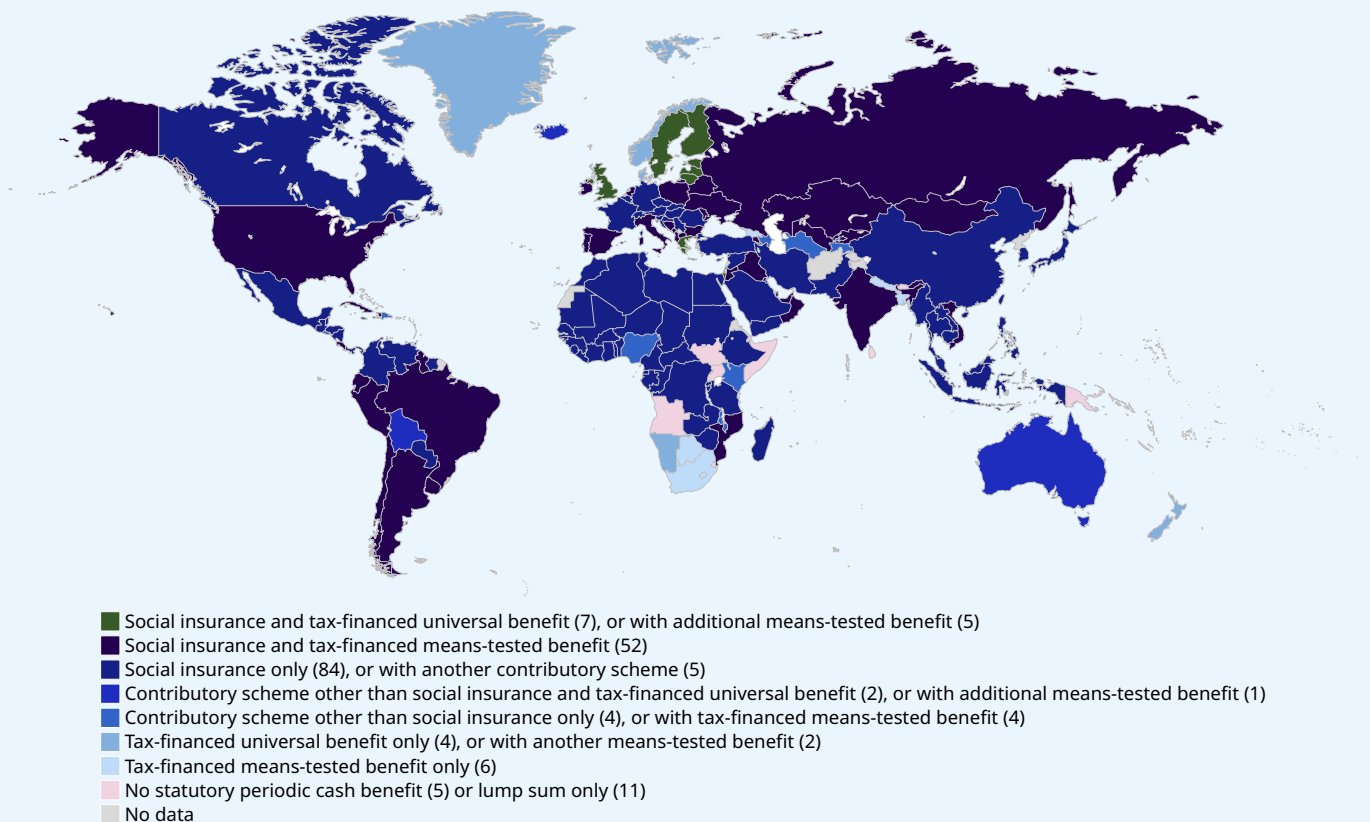 Social insurance and tax-financed universal benefit (7), or with additional means-tested benefit (5)
Social insurance and tax-financed means-tested benefit (52)
Social insurance only (84), or with another contributory scheme (5)
Contributory scheme other than social insurance and tax-financed universal benefit (2), or with additional means-tested benefit (1)
Contributory scheme other than social insurance only (4), or with tax-financed means-tested benefit (4)
Tax-financed universal benefit only (4), or with another means-tested benefit (2)
Tax-financed means-tested benefit only (6)
No statutory periodic cash benefit (5) or lump sum only (11)
No data